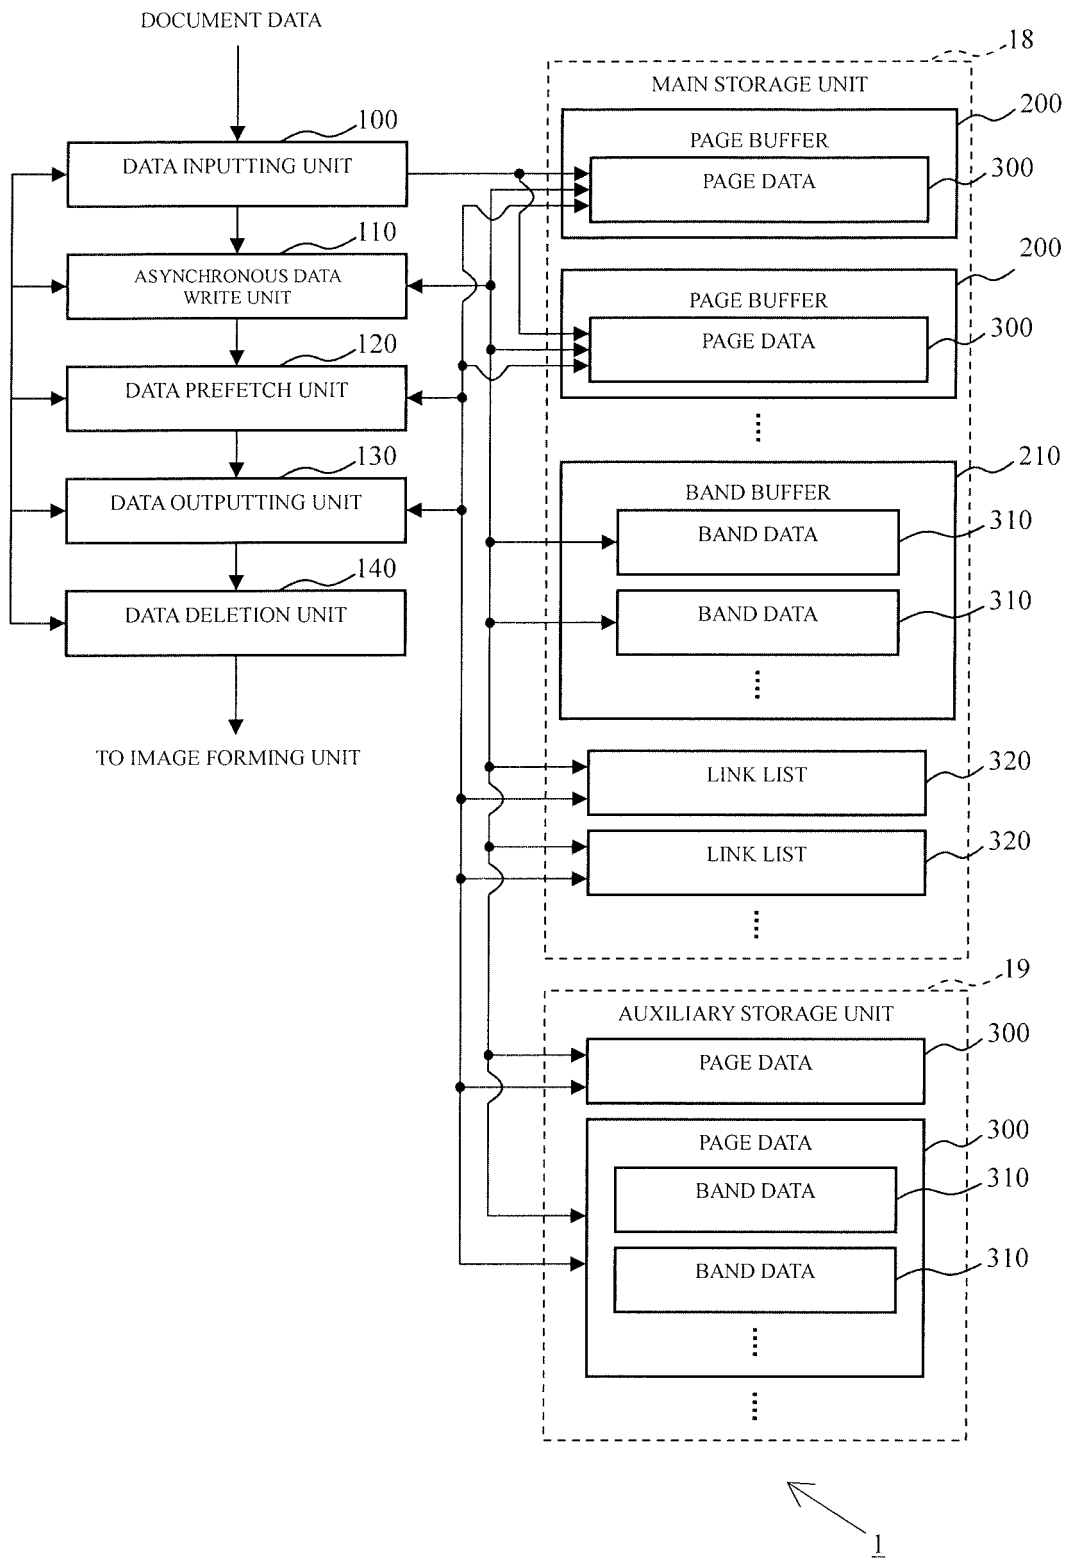 DOCUMENT DATA
100
DATA INPUTTING UNIT
110
ASYNCHRONOUS DATA
WRITE UNIT
120
DATA PREFETCH UNIT
130
DATA OUTPUTTING UNIT
140
DATA DELETION UNIT
TO IMAGE FORMING UNIT
18
MAIN STORAGE UNIT
200
PAGE BUFFER
300
PAGE DATA
200
PAGE BUFFER
300
PAGE DATA
210
BAND BUFFER
310
BAND DATA
310
BAND DATA
320
LINK LIST
320
LINK LIST
19
AUXILIARY STORAGE UNIT
300
PAGE DATA
300
PAGE DATA
310
BAND DATA
310
BAND DATA
1